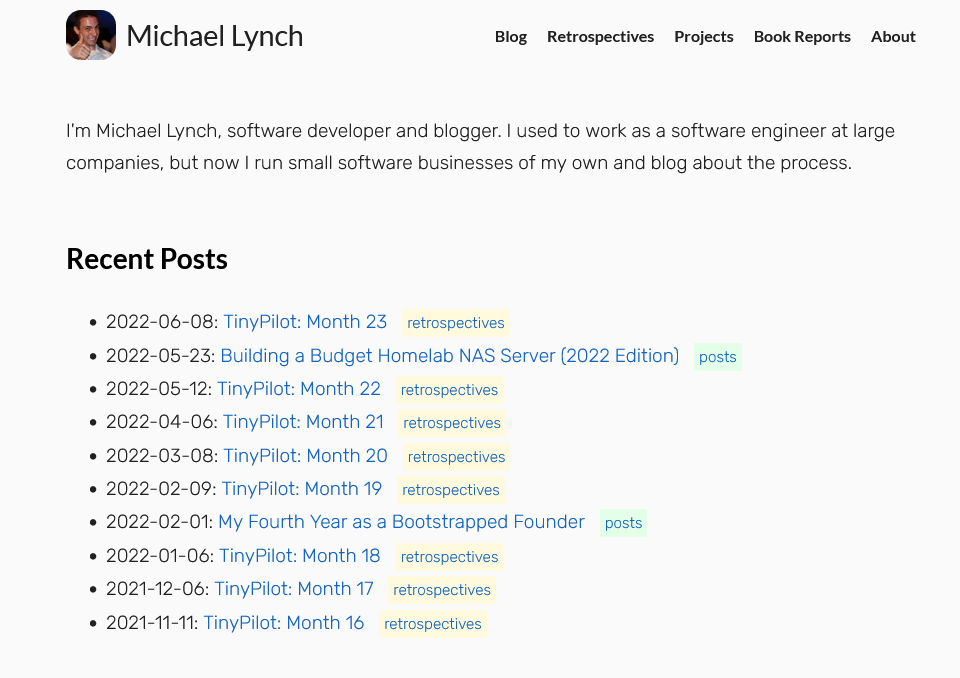 Michael Lynch
Blog Retrospectives Projects Book Reports About
I'm Michael Lynch, software developer and blogger. I used to work as a software engineer at large
companies, but now I run small software businesses of my own and blog about the process.
Recent Posts
• 2022-06-08: TinyPilot: Month 23 retrospectives
• 2022-05-23: Building a Budget Homelab NAS Server (2022 Edition) posts
• 2022-05-12: TinyPilot: Month 22 retrospectives
• 2022-04-06: TinyPilot: Month 21 retrospectives
• 2022-03-08: TinyPilot: Month 20 retrospectives
• 2022-02-09: TinyPilot: Month 19 retrospectives
• 2022-02-01: My Fourth Year as a Bootstrapped Founder posts
• 2022-01-06: TinyPilot: Month 18 retrospectives
• 2021-12-06: TinyPilot: Month 17 retrospectives
• 2021-11-11: TinyPilot: Month 16 retrospectives